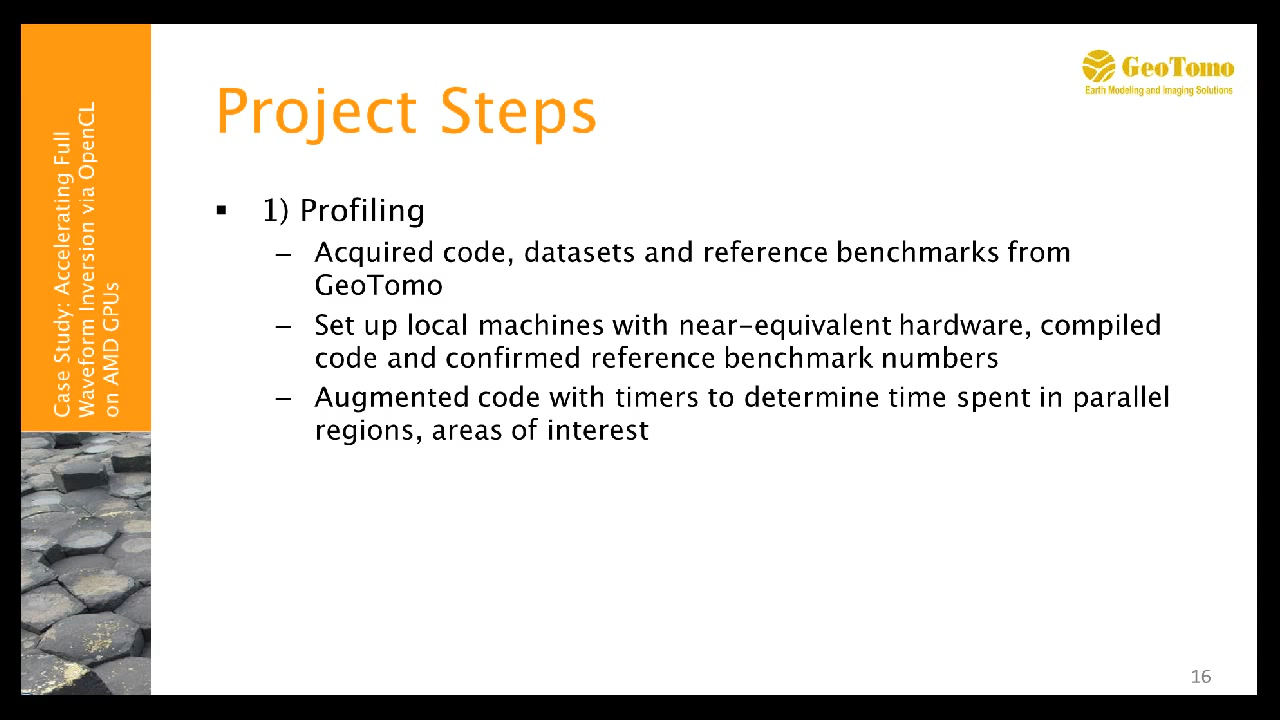 Case Study: Accelerating Full
Waveform Inversion via OpenCL
on AMD GPUs
GeoTomo
Earth Modeling and Imaging Solutions
Project Steps
▪ 1) Profiling
– Acquired code, datasets and reference benchmarks from
GeoTomo
– Set up local machines with near-equivalent hardware, compiled
code and confirmed reference benchmark numbers
– Augmented code with timers to determine time spent in parallel
regions, areas of interest
16